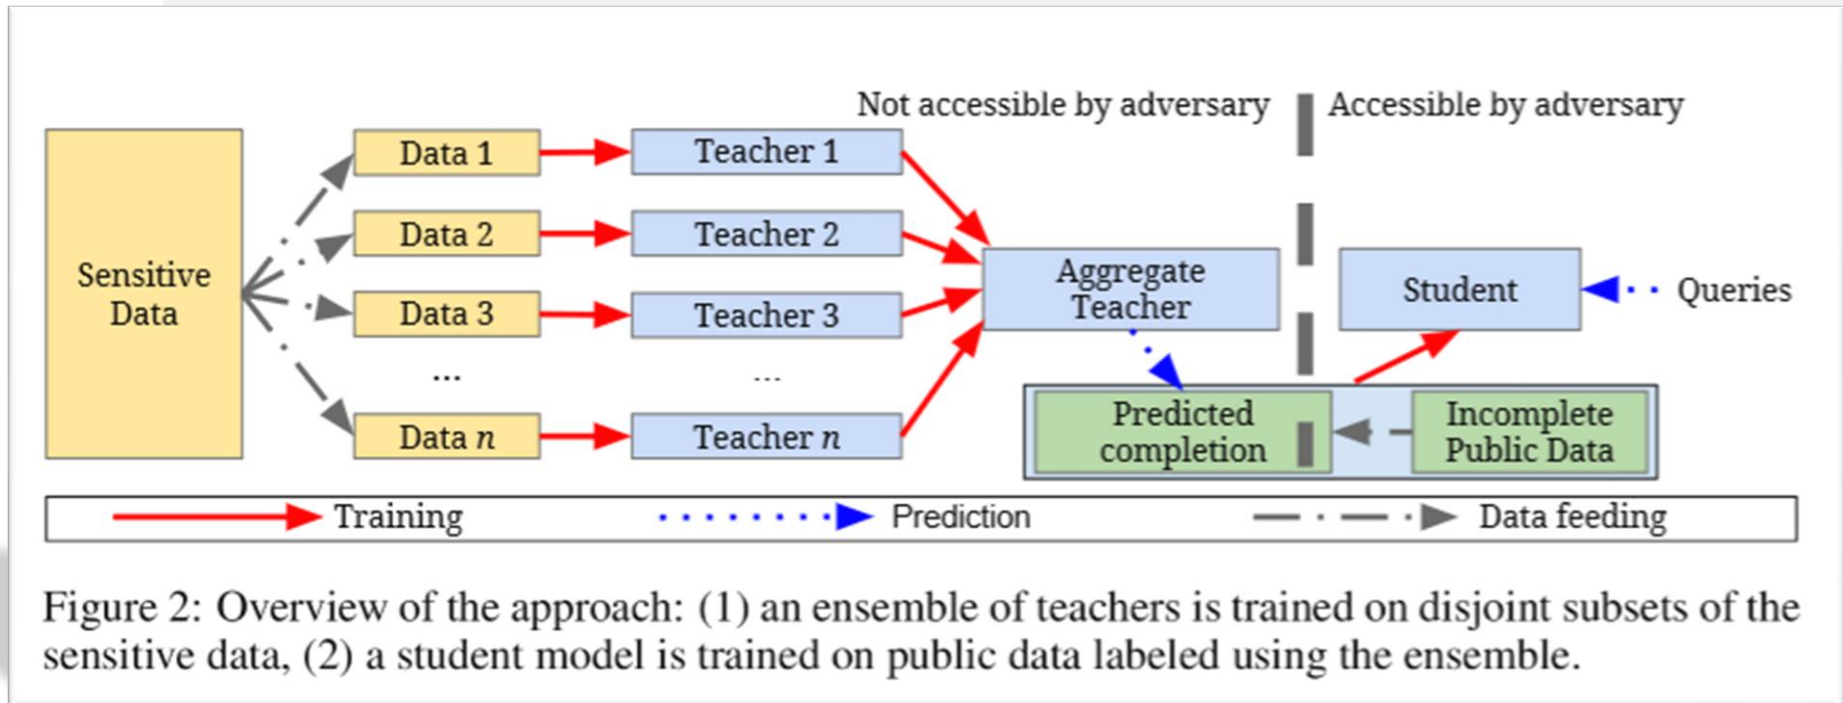 Not accessible by adversary
Accessible by adversary
Sensitive
Data
Data 1
Teacher 1
Data 2
Teacher 2
Data 3
Teacher 3
...
...
Data n
Teacher n
Aggregate
Teacher
Student
Queries
Predicted
completion
Incomplete
Public Data
Training
Prediction
Data feeding
Figure 2: Overview of the approach: (1) an ensemble of teachers is trained on disjoint subsets of the
sensitive data, (2) a student model is trained on public data labeled using the ensemble.